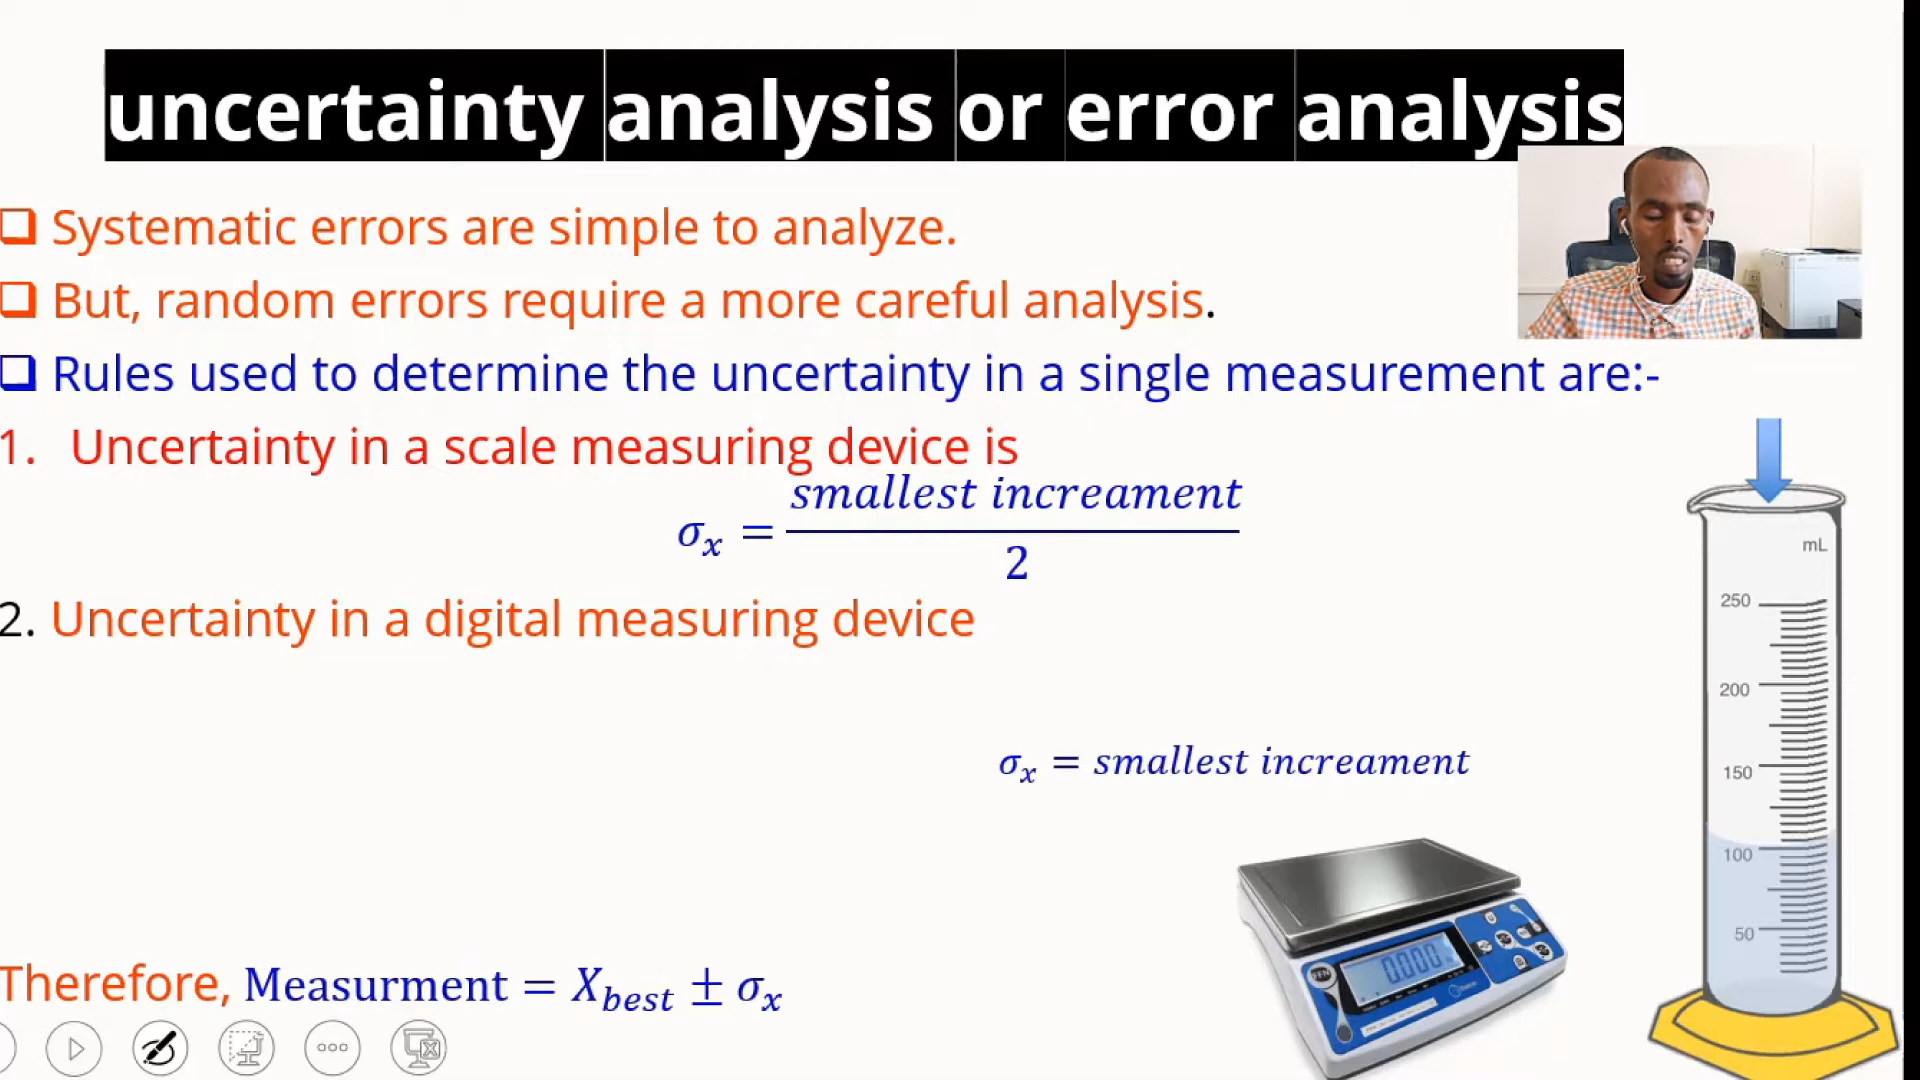 uncertainty analysis or error analysis
❑ Systematic errors are simple to analyze.
❑ But, random errors require a more careful analysis.
❑ Rules used to determine the uncertainty in a single measurement are:-
1. Uncertainty in a scale measuring device is
σₓ = smallest increament / 2
2. Uncertainty in a digital measuring device
σₓ = smallest increament
Therefore, Measurment = X_best ± σₓ
mL
250
200
150
100
50
0.000